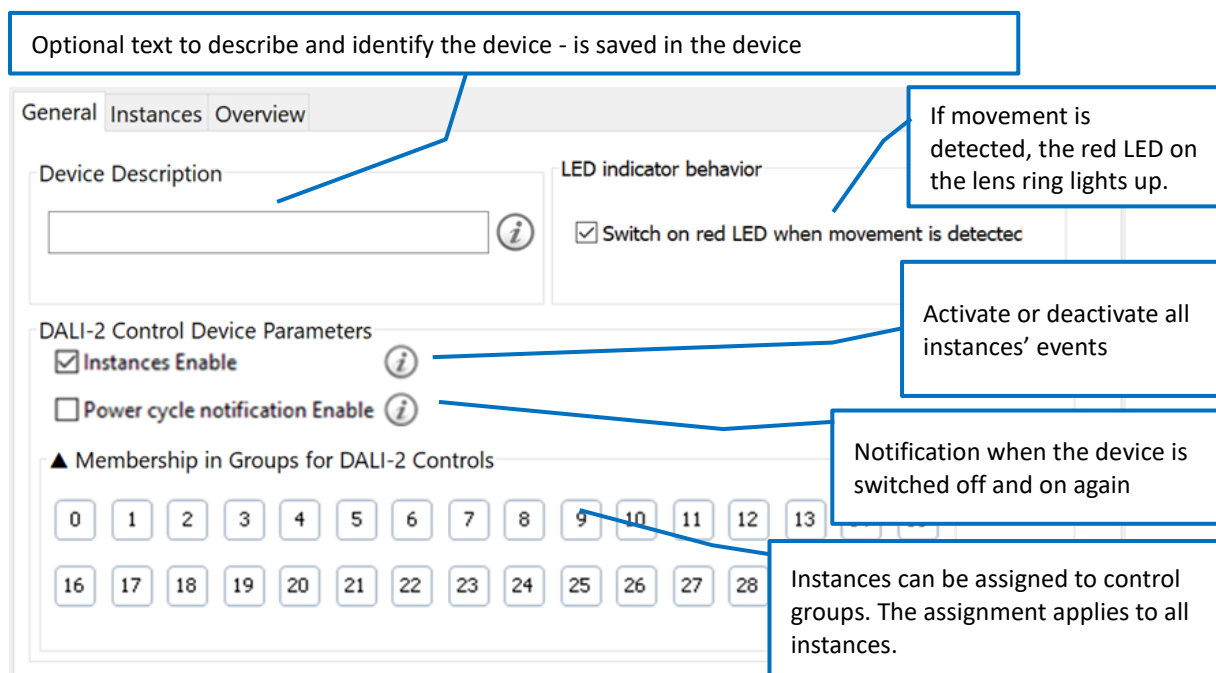 Optional text to describe and identify the device - is saved in the device
General Instances Overview
If movement is
detected, the red LED on
the lens ring lights up.
Device Description
LED indicator behavior
Switch on red LED when movement is detected
Activate or deactivate all
instances' events
DALI-2 Control Device Parameters
Instances Enable
Power cycle notification Enable
Notification when the device is
switched off and on again
▲ Membership in Groups for DALI-2 Controls
0 1 2 3 4 5 6 7 8 9 10 11 12 13
16 17 18 19 20 21 22 23 24 25 26 27 28
Instances can be assigned to control
groups. The assignment applies to all
instances.